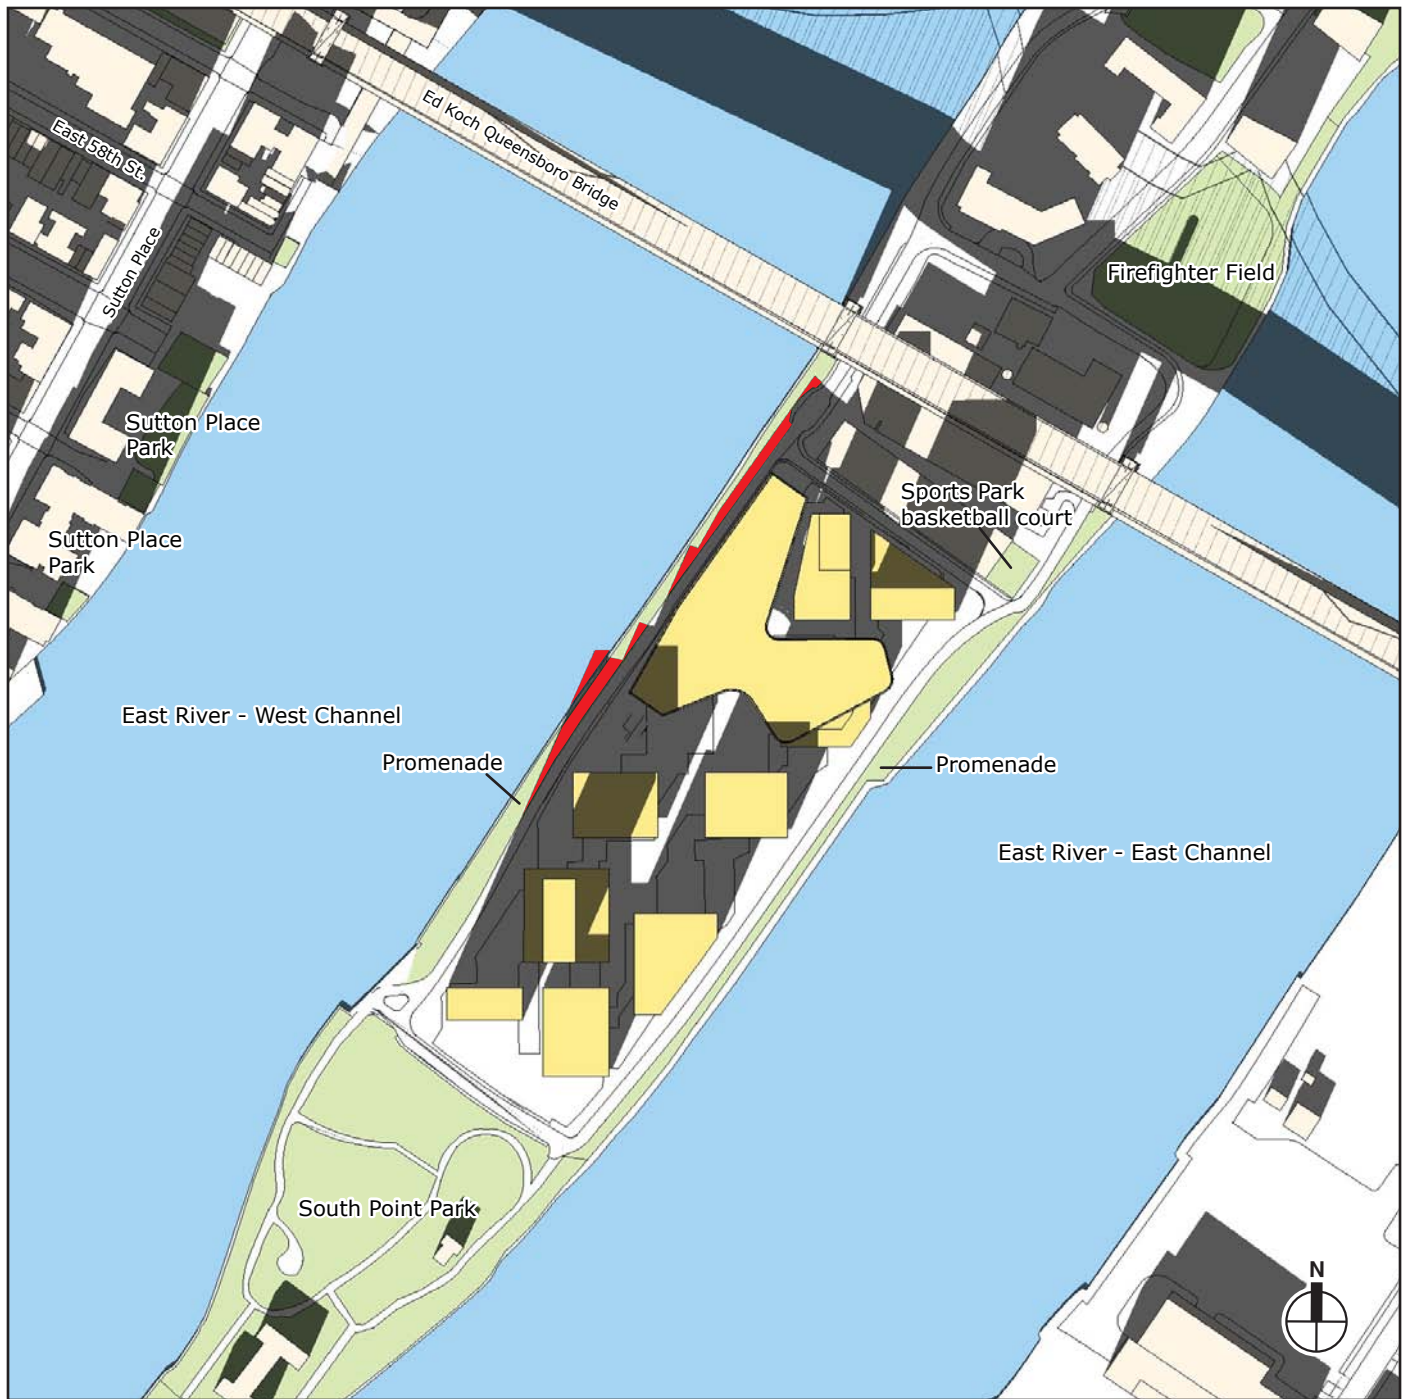 Ed Koch Queensboro Bridge
East 58th St.
Sutton Place
Firefighter Field
Sutton Place
Park
Sports Park
basketball court
Sutton Place
Park
East River - West Channel
Promenade
Promenade
East River - East Channel
South Point Park
N